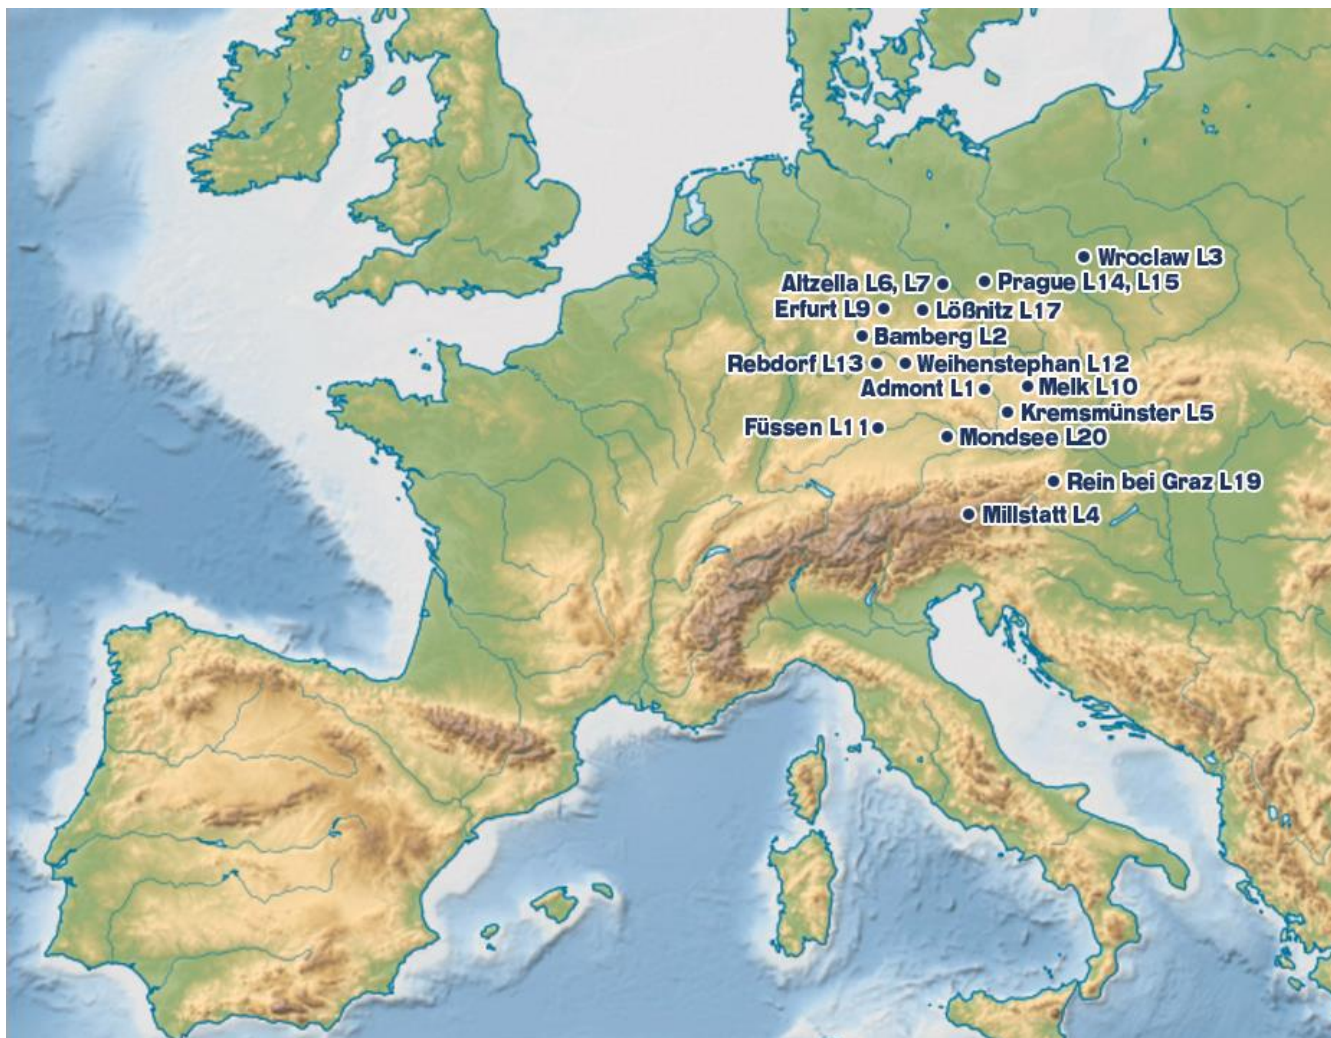 Wroclaw L3
Altzella L6, L7
Prague L14, L15
Erfurt L9
Lößnitz L17
Bamberg L2
Rebdorf L13
Weihenstephan L12
Admont L1
Melk L10
Kremsmünster L5
Füssen L11
Mondsee L20
Rein bei Graz L19
Millstatt L4